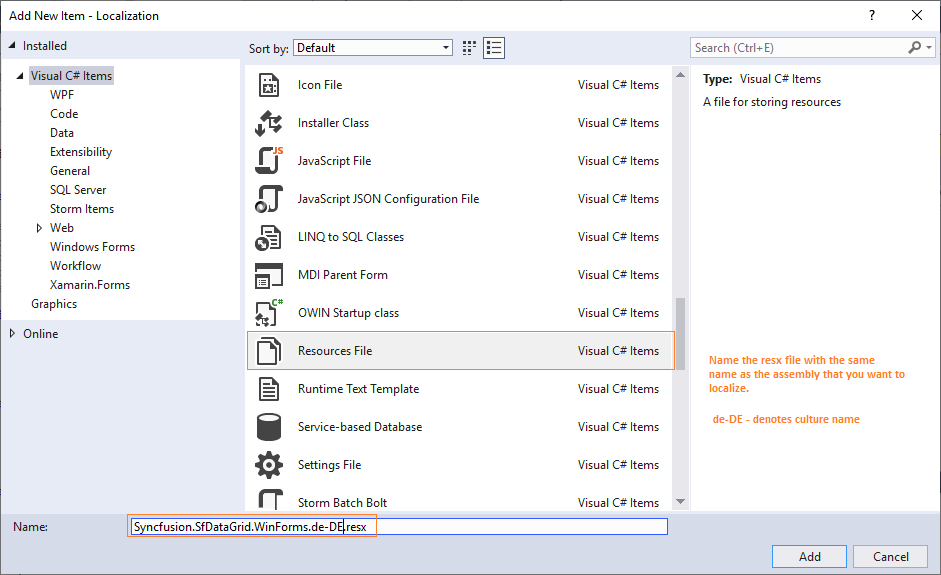 Add New Item - Localization
?
Installed
Sort by: Default
Search (Ctrl+E)
Visual C# Items
WPF
Code
Data
Extensibility
General
SQL Server
Storm Items
Web
Windows Forms
Workflow
Xamarin.Forms
Graphics
Online
Icon File Visual C# Items
Installer Class Visual C# Items
JS
JavaScript File Visual C# Items
JavaScript JSON Configuration File Visual C# Items
LINQ to SQL Classes Visual C# Items
MDI Parent Form Visual C# Items
C#
OWIN Startup class Visual C# Items
Resources File Visual C# Items
Runtime Text Template Visual C# Items
Service-based Database Visual C# Items
Settings File Visual C# Items
Storm Batch Bolt Visual C# Items
Type: Visual C# Items
A file for storing resources
Name the resx file with the same
name as the assembly that you want to
localize.
de-DE - denotes culture name
Name: Syncfusion.SfDataGrid.WinForms.de-DE.resx
Add Cancel